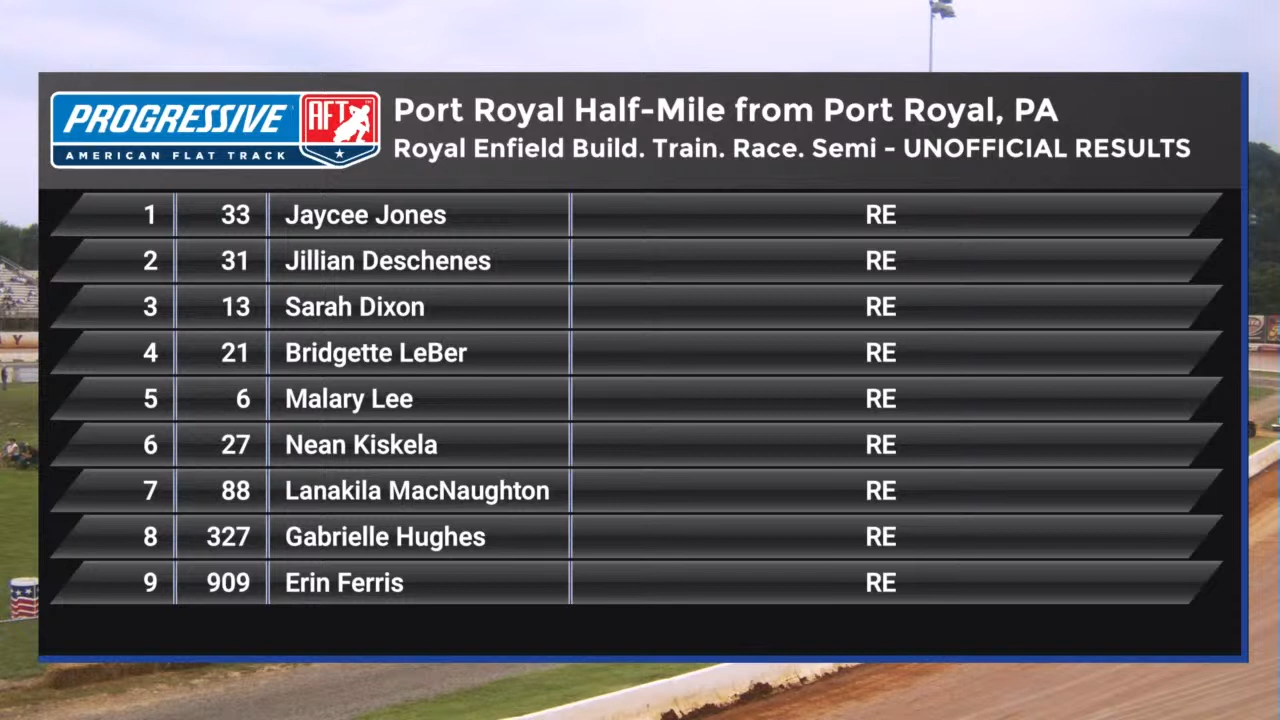 PROGRESSIVE
AFT
AMERICAN FLAT TRACK
Port Royal Half-Mile from Port Royal, PA
Royal Enfield Build. Train. Race. Semi - UNOFFICIAL RESULTS
1 33 Jaycee Jones RE
2 31 Jillian Deschenes RE
3 13 Sarah Dixon RE
4 21 Bridgette LeBer RE
5 6 Malary Lee RE
6 27 Nean Kiskela RE
7 88 Lanakila MacNaughton RE
8 327 Gabrielle Hughes RE
9 909 Erin Ferris RE